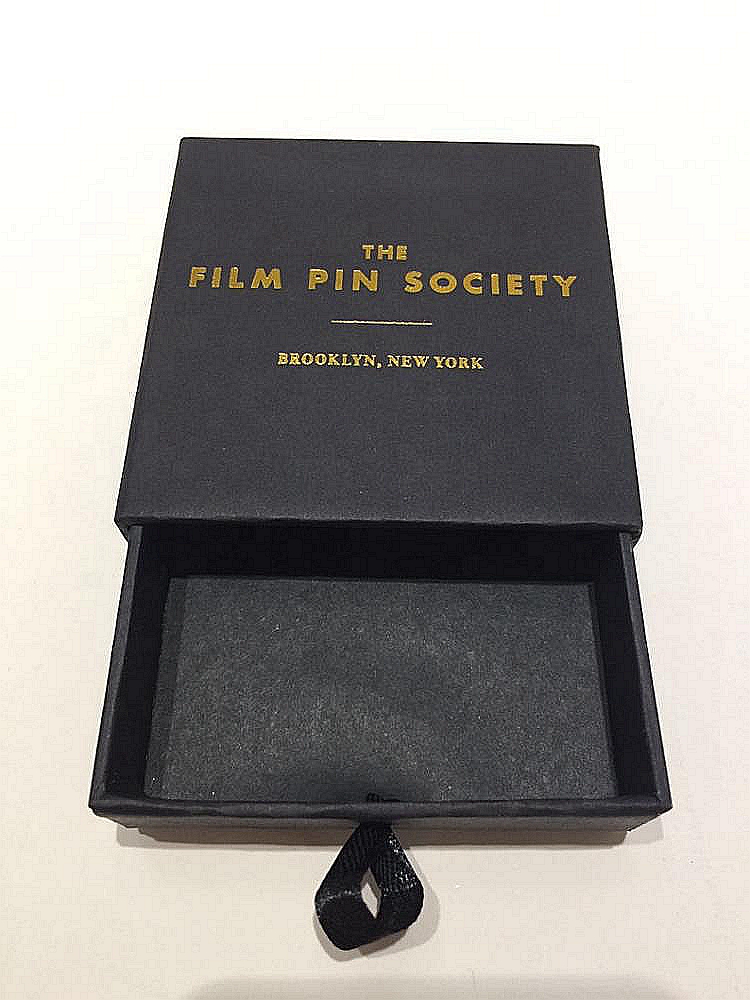 THE
FILM PIN SOCIETY
BROOKLYN, NEW YORK